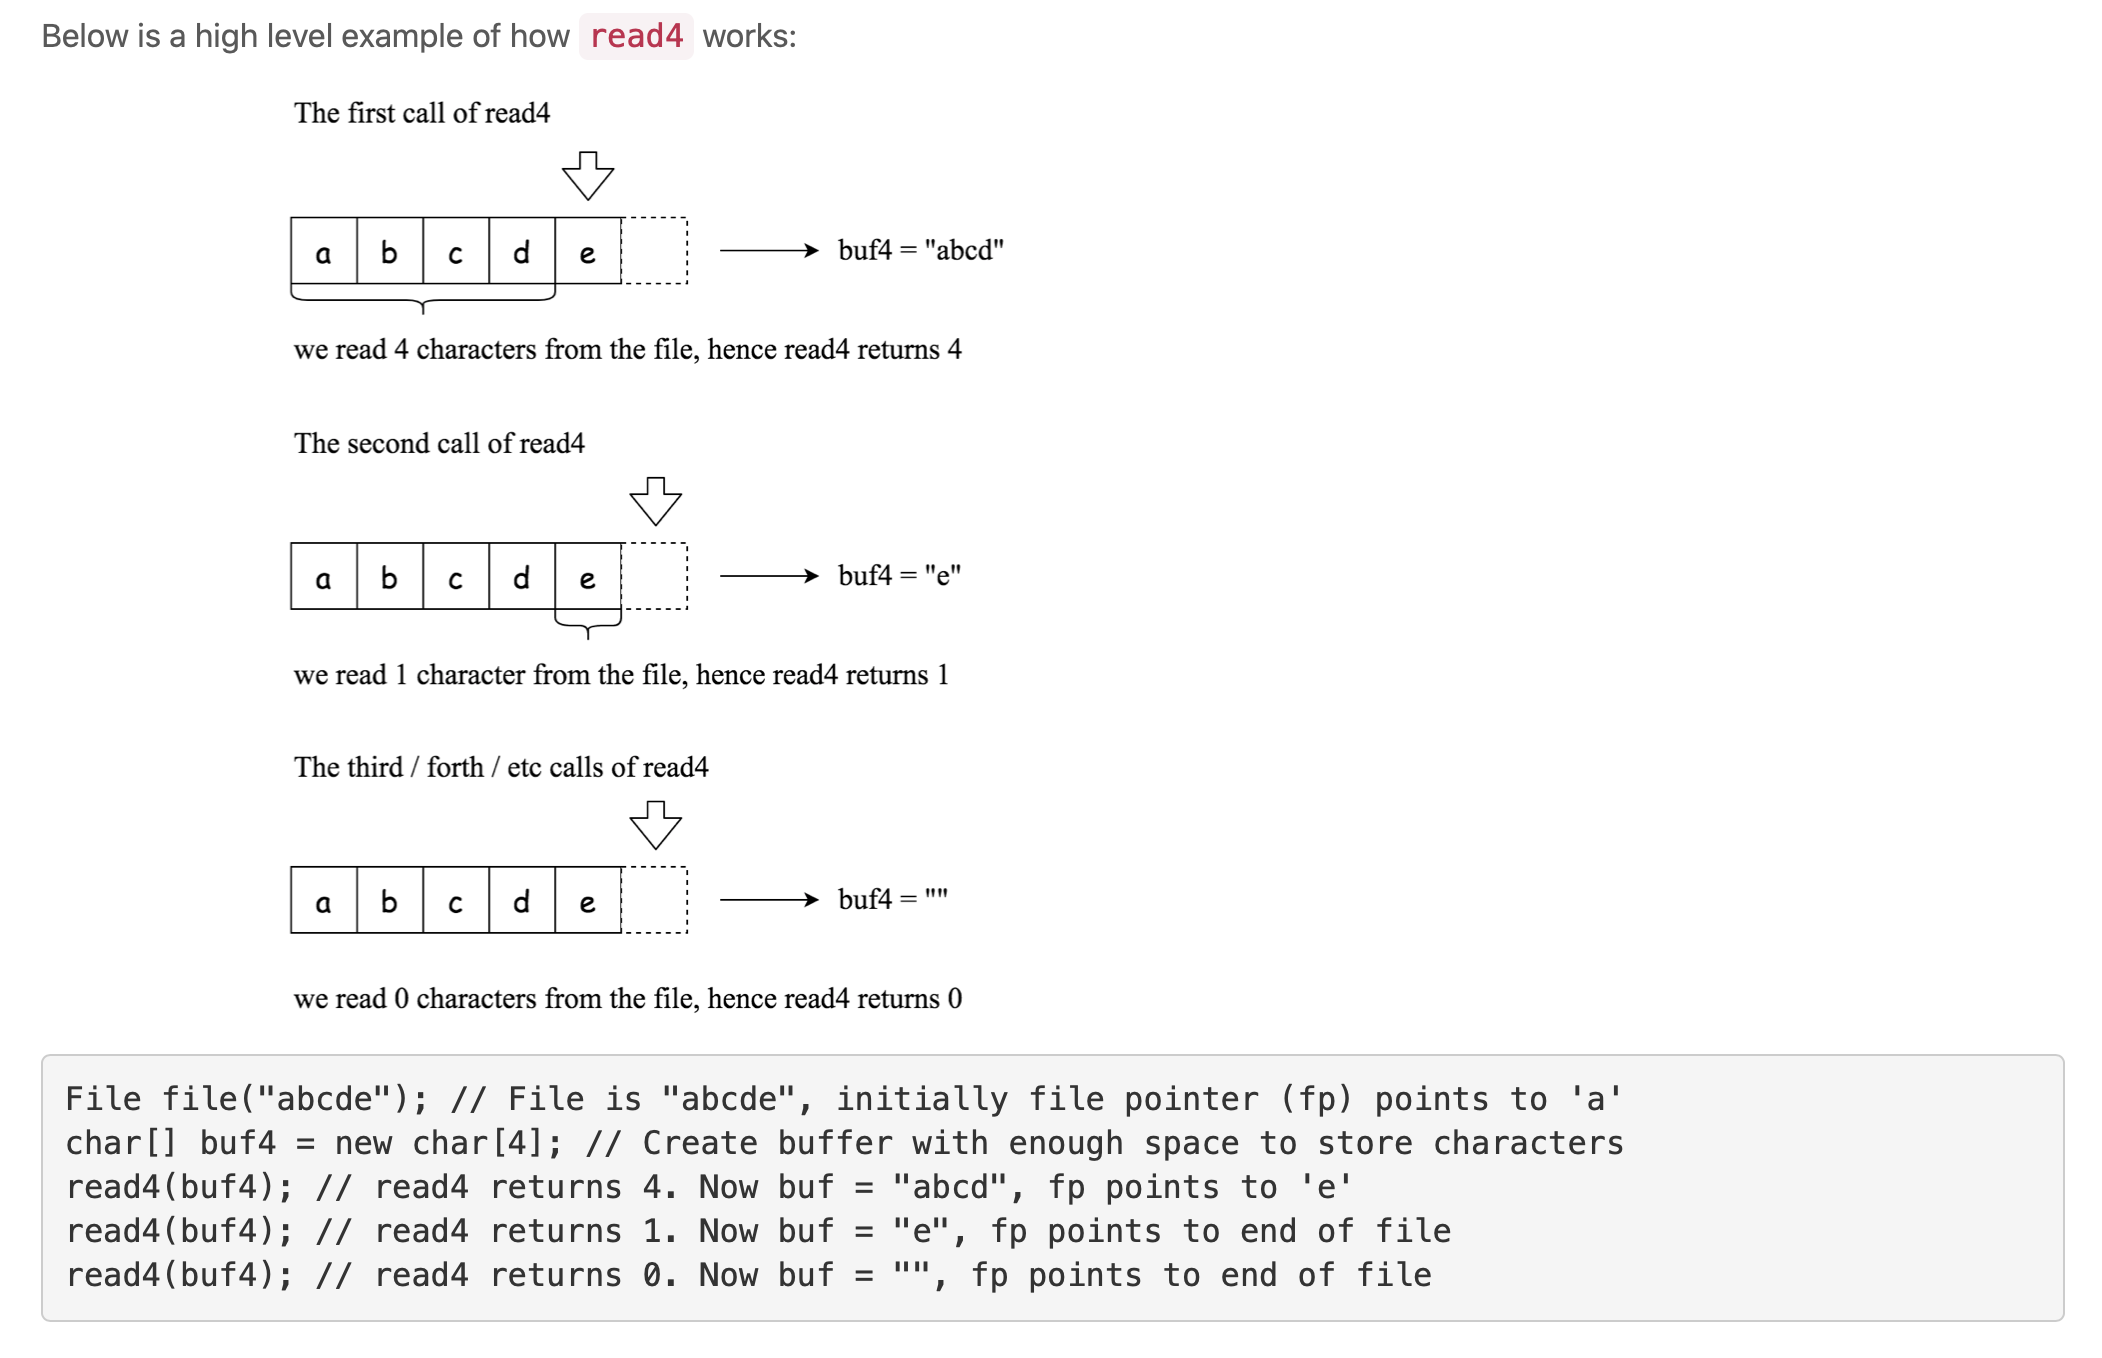 Below is a high level example of how read4 works:
The first call of read4
a b c d e
buf4 = "abcd"
we read 4 characters from the file, hence read4 returns 4
The second call of read4
a b c d e
buf4 = "e"
we read 1 character from the file, hence read4 returns 1
The third / forth / etc calls of read4
a b c d e
buf4 = ""
we read 0 characters from the file, hence read4 returns 0
File file("abcde"); // File is "abcde", initially file pointer (fp) points to 'a'
char[] buf4 = new char[4]; // Create buffer with enough space to store characters
read4(buf4); // read4 returns 4. Now buf = "abcd", fp points to 'e'
read4(buf4); // read4 returns 1. Now buf = "e", fp points to end of file
read4(buf4); // read4 returns 0. Now buf = "", fp points to end of file